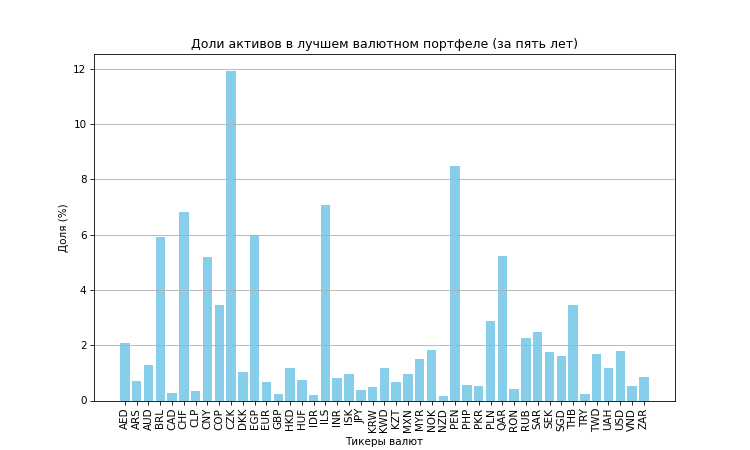 Доли активов в лучшем валютном портфеле (за пять лет)
Доля (%)
12
10
8
6
4
2
0
AED ARS AUD BRL CAD CHF CLP CNY COP CZK DKK EGP EUR GBP HKD HUF IDR ILS INR ISK JPY KRW KWD KZT MXN MYR NOK NZD PEN PHP PKR PLN QAR RON RUB SAR SEK SGD THB TRY TWD UAH USD VND ZAR
Тикеры валют